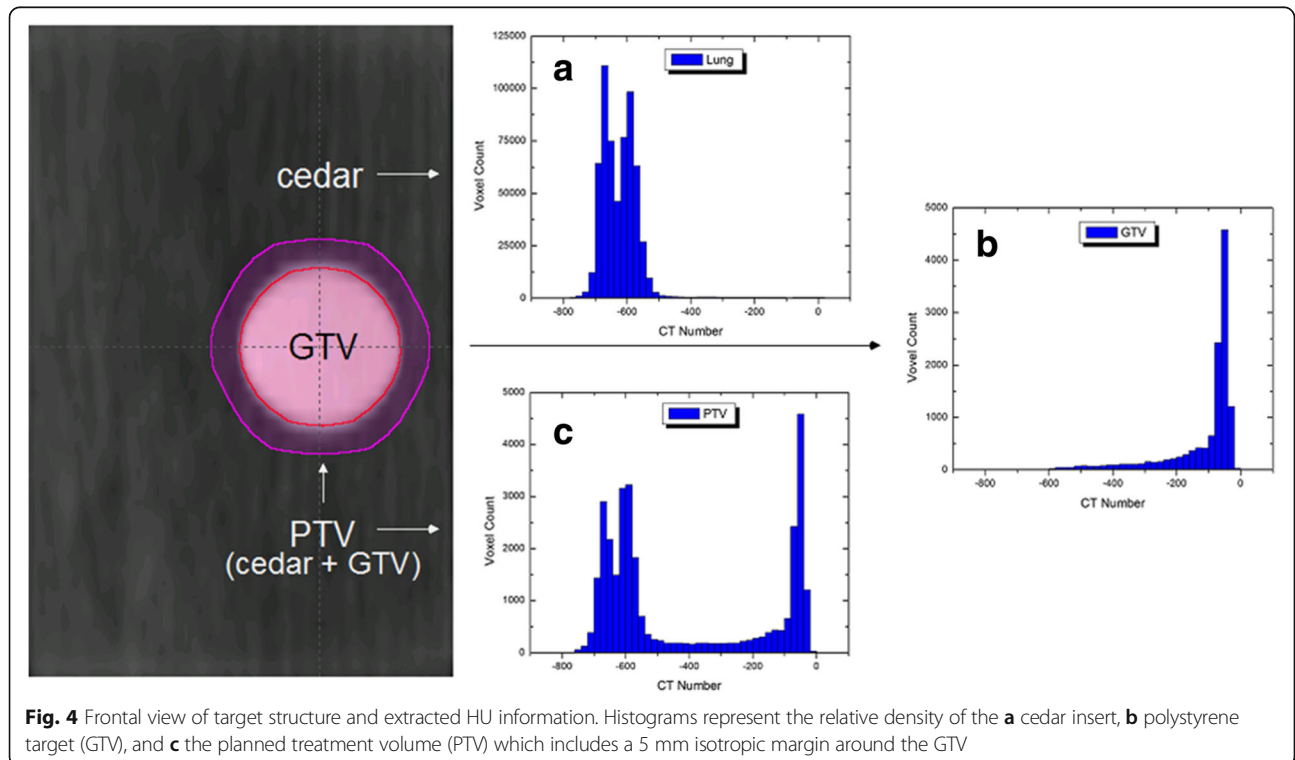 cedar
GTV
PTV
(cedar + GTV)
a
Lung
125000
100000
75000
50000
25000
0
Voxel Count
-800
-600
-400
-200
0
CT Number
b
GTV
5000
4000
3000
2000
1000
0
Vovel Count
-800
-600
-400
-200
0
CT Number
c
PTV
5000
4000
3000
2000
1000
0
Voxel Count
-800
-600
-400
-200
0
CT Number
Fig. 4 Frontal view of target structure and extracted HU information. Histograms represent the relative density of the a cedar insert, b polystyrene
target (GTV), and c the planned treatment volume (PTV) which includes a 5 mm isotropic margin around the GTV